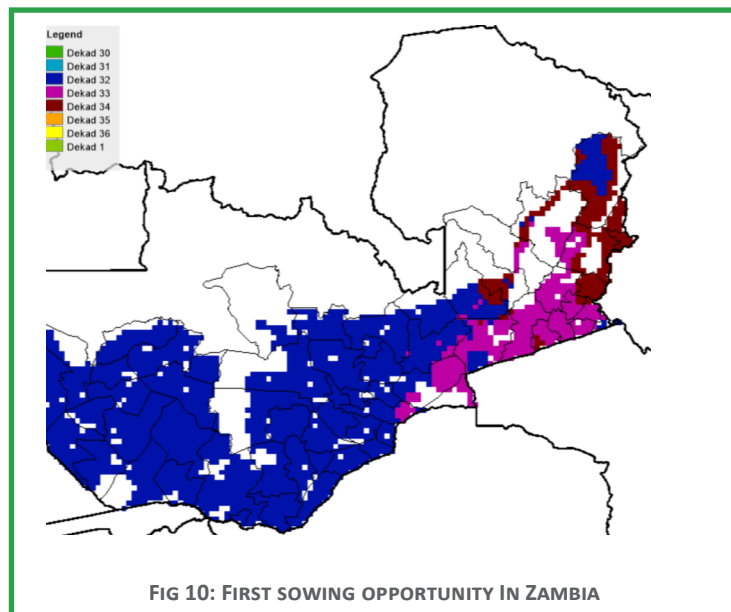 Legend
Dekad 30
Dekad 31
Dekad 32
Dekad 33
Dekad 34
Dekad 35
Dekad 36
Dekad 1
FIG 10: FIRST SOWING OPPORTUNITY IN ZAMBIA